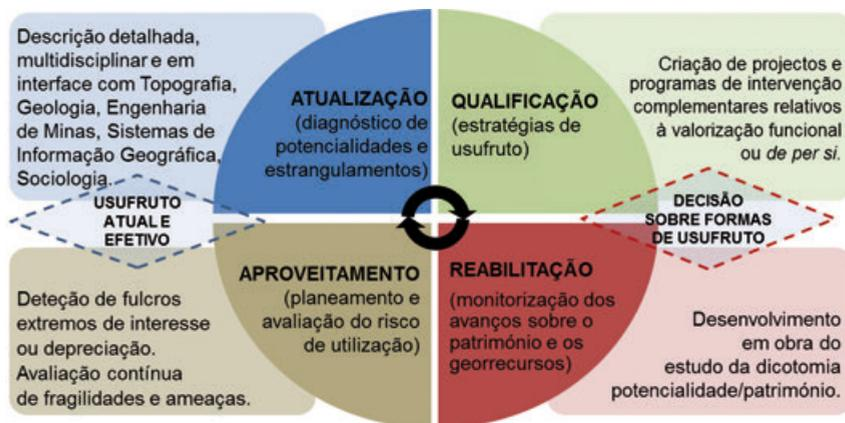 Descrição detalhada,
multidisciplinar e em
interface com Topografia,
Geologia, Engenharia
de Minas, Sistemas de
Informação Geográfica,
Sociologia.
ATUALIZAÇÃO
(diagnóstico de
potencialidades e
estrangulamentos)
QUALIFICAÇÃO
(estratégias de
usufruto)
Criação de projectos e
programas de intervenção
complementares relativos
à valorização funcional
ou de per si.
USUFRUTO
ATUAL E
EFETIVO
DECISÃO
SOBRE FORMAS
DE USUFRUTO
Deteção de fulcros
extremos de interesse
ou depreciação.
Avaliação contínua
de fragilidades e ameaças.
APROVEITAMENTO
(planeamento e
avaliação do risco
de utilização)
REABILITAÇÃO
(monitorização dos
avanços sobre o
património e os
georrecursos)
Desenvolvimento
em obra do
estudo da dicotomia
potencialidade/património.